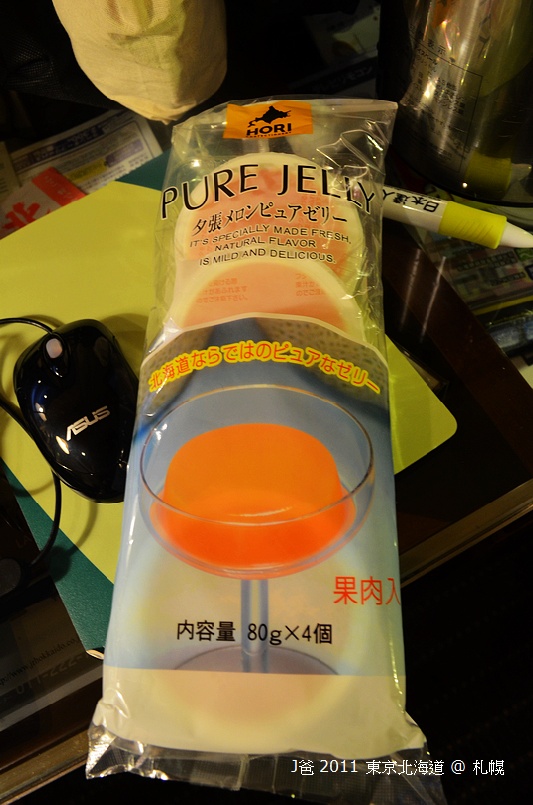 HORI
PURE JELLY
夕張メロンピュアゼリー
IT'S SPECIALLY MADE FRESH,
NATURAL FLAVOR
IS MILD AND DELICIOUS.
北海道ならではのピュアなゼリー
ASUS
果肉入
内容量 80g×4個
J爸 2011 東京北海道 @ 札幌